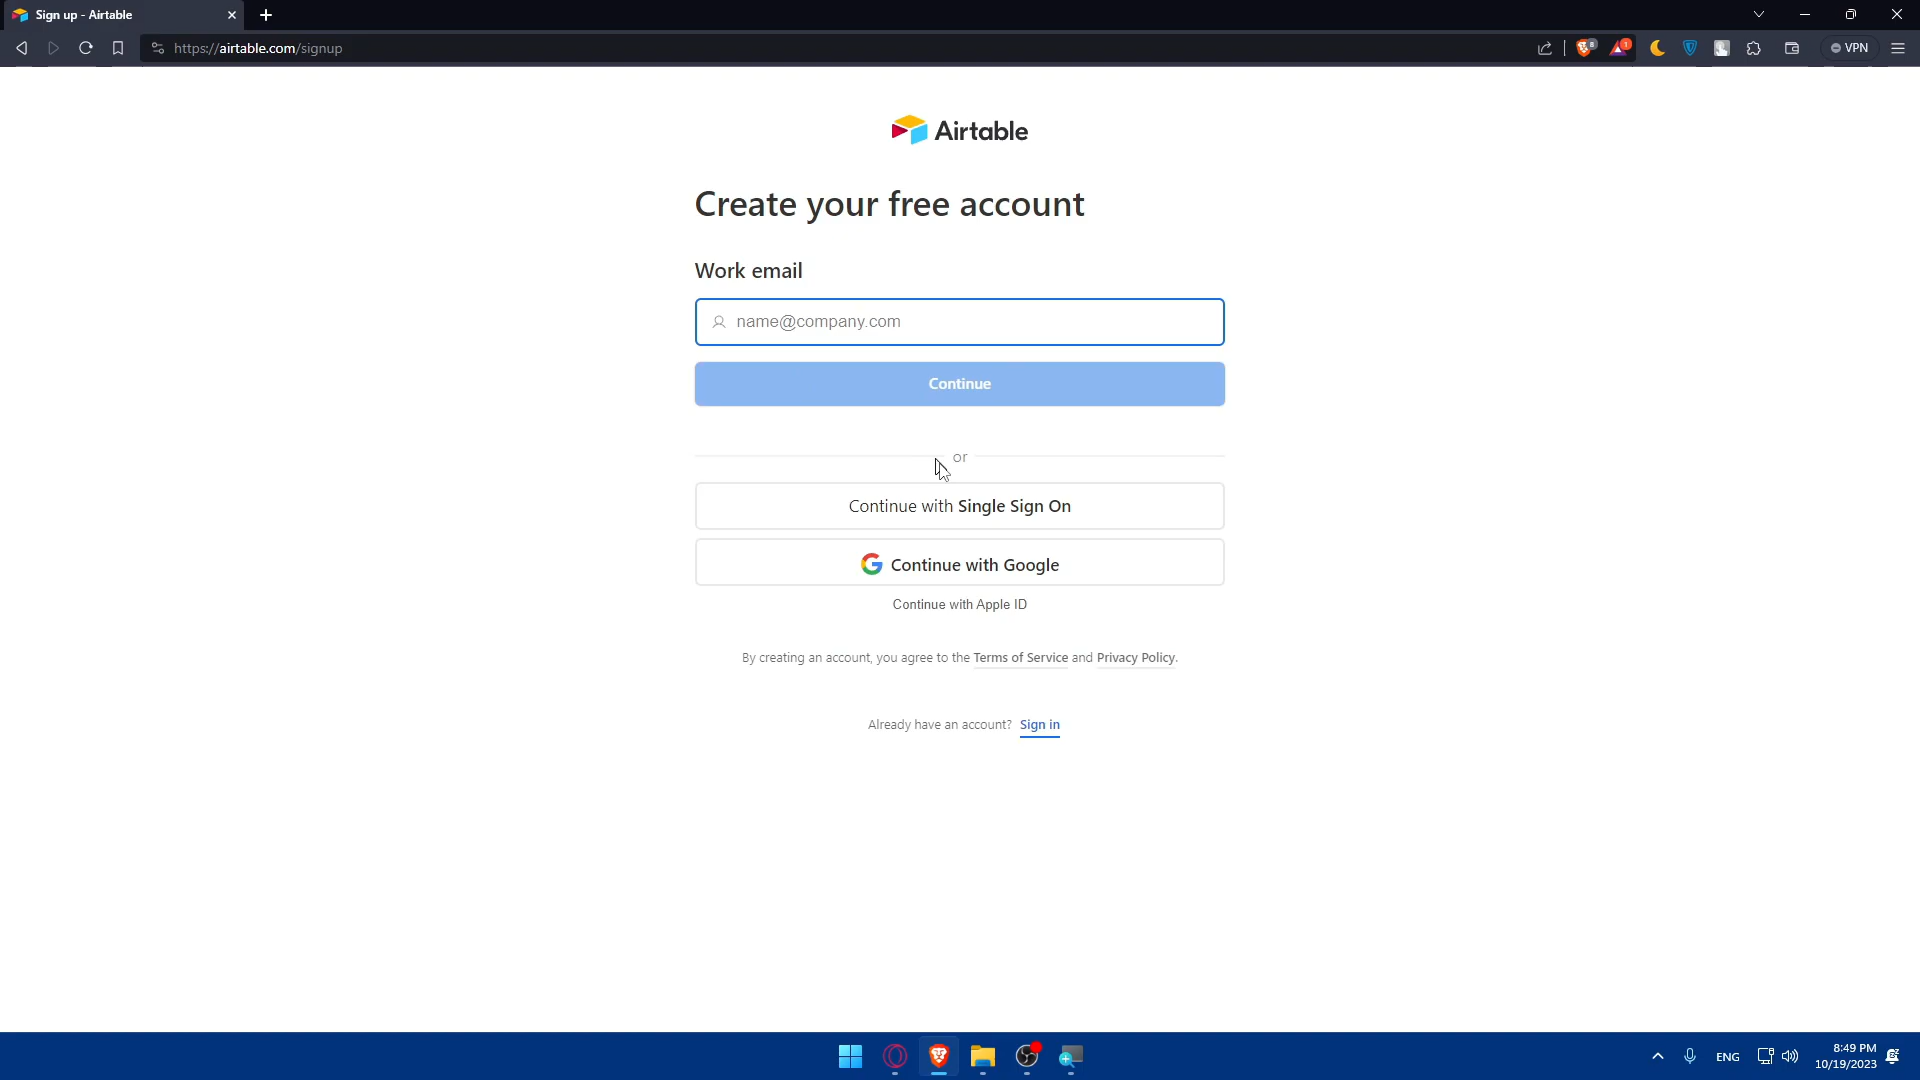 Sign up - Airtable
https://airtable.com/signup
8
1
VPN
Airtable
Create your free account
Work email
name@company.com
Continue
or
Continue with Single Sign On
Continue with Google
Continue with Apple ID
By creating an account, you agree to the Terms of Service and Privacy Policy.
Already have an account? Sign in
ENG
8:49 PM
10/19/2023